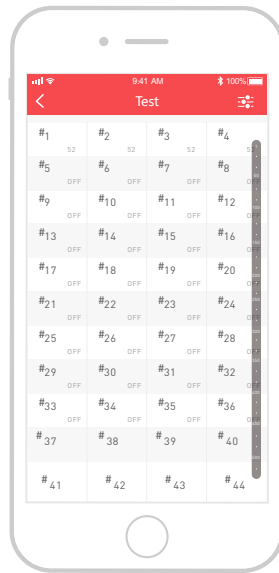 9:41 AM 100%
Test
#1 #2 #3 #4
52 52 52 52
#5 #6 #7 #8
OFF OFF OFF OFF
#9 #10 #11 #12
OFF OFF OFF OFF
#13 #14 #15 #16
OFF OFF OFF OFF
#17 #18 #19 #20
OFF OFF OFF OFF
#21 #22 #23 #24
OFF OFF OFF OFF
#25 #26 #27 #28
OFF OFF OFF OFF
#29 #30 #31 #32
OFF OFF OFF OFF
#33 #34 #35 #36
OFF OFF OFF OFF
# 37 # 38 # 39 # 40
# 41 # 42 # 43 # 44